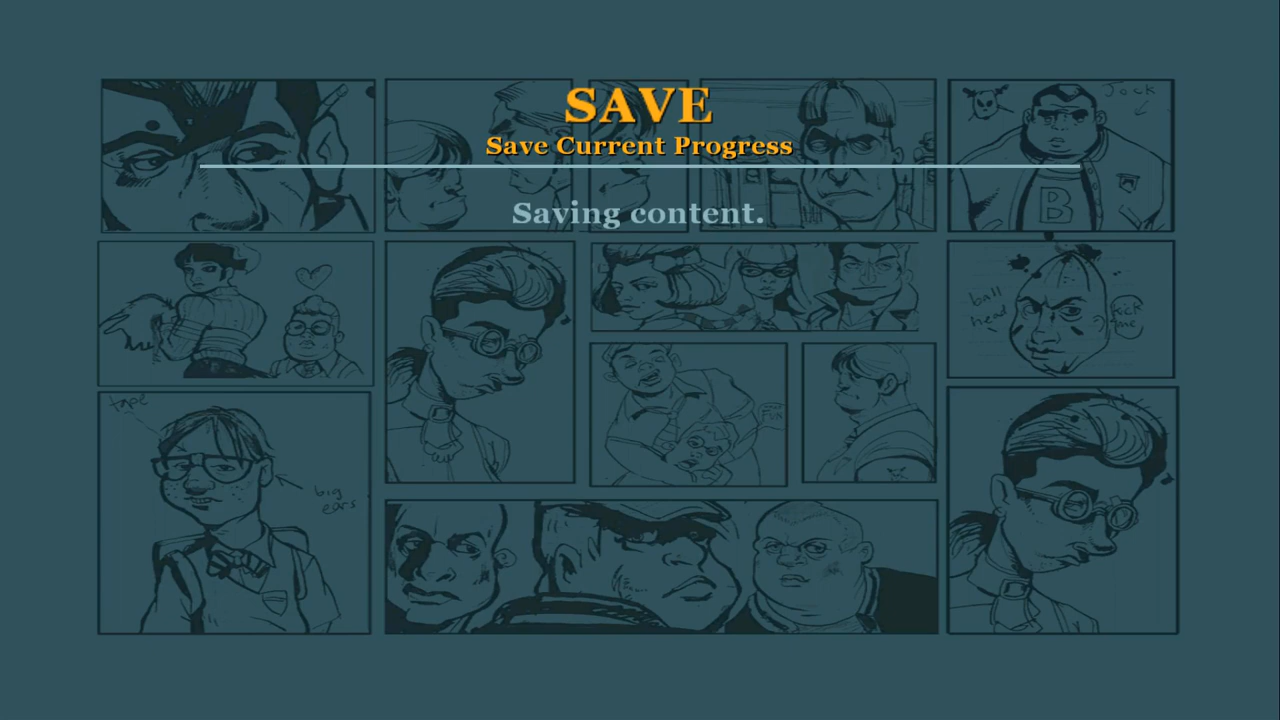 SAVE
Save Current Progress
Saving content.
Jock
B
ball
head
tape
big
ears